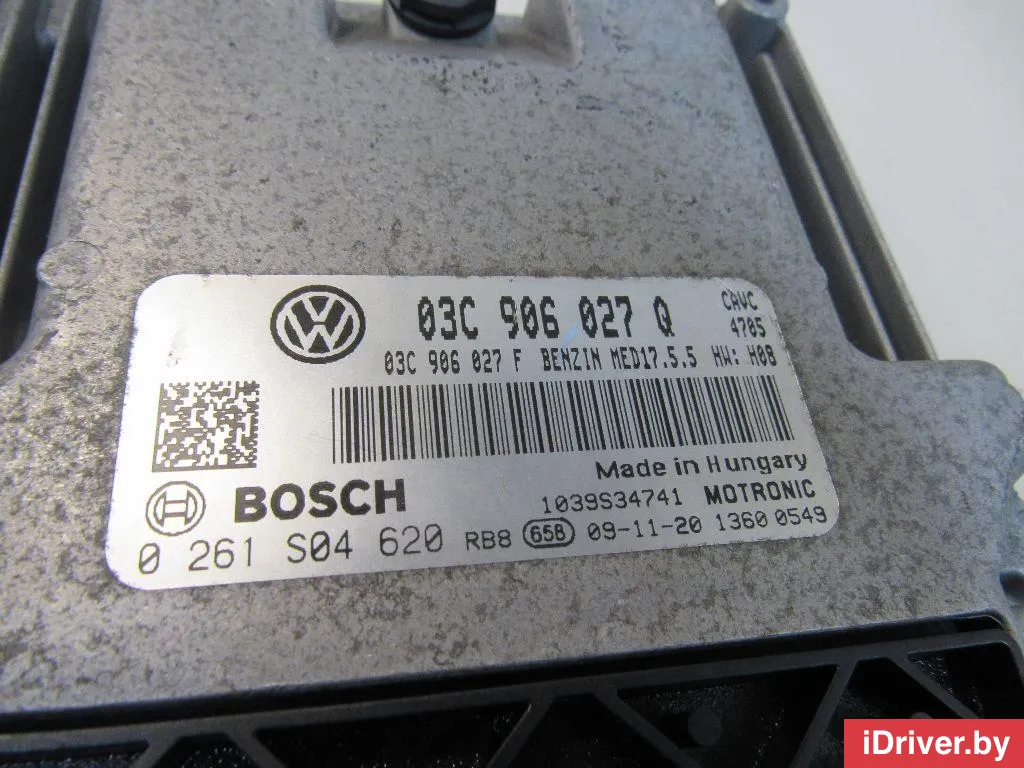 03C 906 027 Q CAVC
4705
03C 906 027 F BENZIN MED17.5.5 HW: H08
Made in Hungary
BOSCH 1039S34741 MOTRONIC
0 261 S04 620 RB8 658 09-11-20 1360 0549
iDriver.by